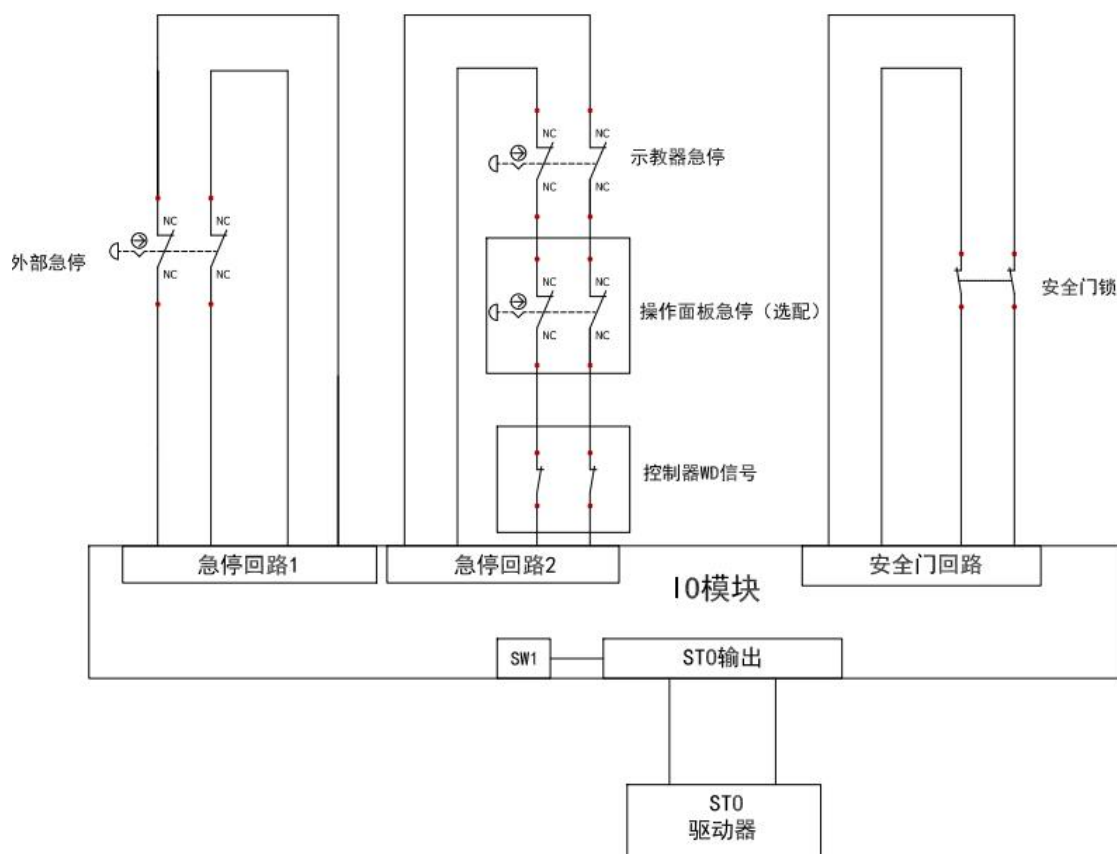 NC
NC
示教器急停
NC
NC
NC
NC
外部急停
NC
NC
NC
NC
操作面板急停（选配）
NC
NC
安全门锁
控制器WD信号
急停回路1
急停回路2
安全门回路
IO模块
SW1
STO输出
STO
驱动器